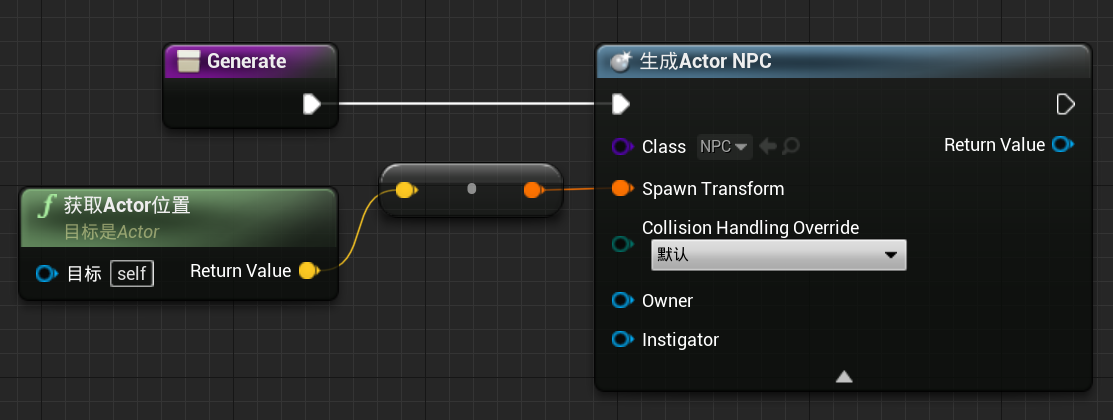 Generate
生成Actor NPC
Class NPC
Return Value
Spawn Transform
Collision Handling Override
默认
Owner
Instigator
f 获取Actor位置
目标是Actor
目标 self
Return Value